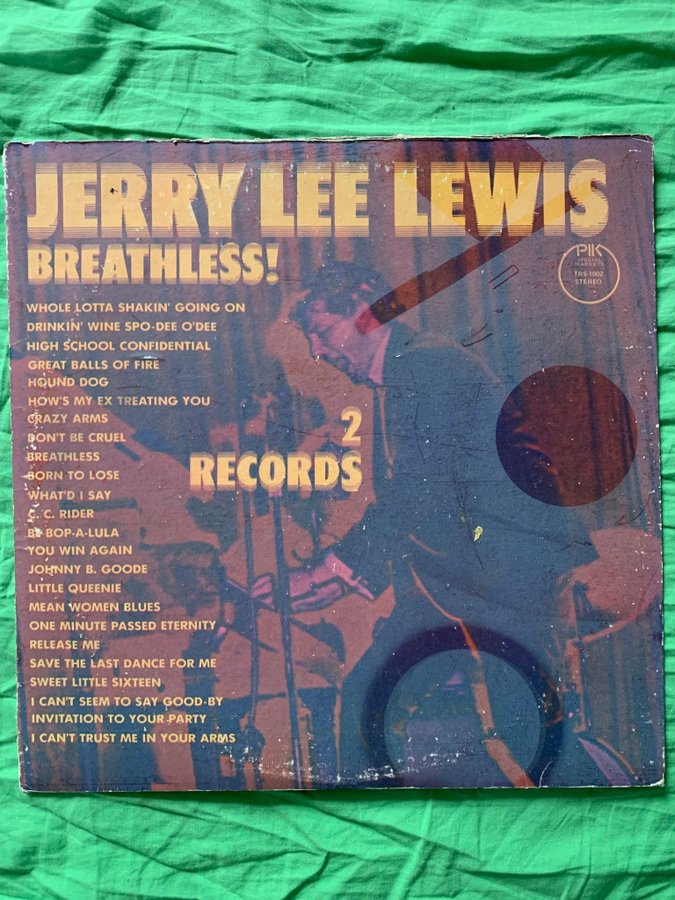 JERRY LEE LEWIS
BREATHLESS!
PIK
SPECIAL
MARKETS
TRS-1002
STEREO
WHOLE LOTTA SHAKIN' GOING ON
DRINKIN' WINE SPO-DEE O'DEE
HIGH SCHOOL CONFIDENTIAL
GREAT BALLS OF FIRE
HOUND DOG
HOW'S MY EX TREATING YOU
CRAZY ARMS
DON'T BE CRUEL
BREATHLESS
BORN TO LOSE
WHAT'D I SAY
C. C. RIDER
BE BOP-A-LULA
YOU WIN AGAIN
JOHNNY B. GOODE
LITTLE QUEENIE
MEAN WOMEN BLUES
ONE MINUTE PASSED ETERNITY
RELEASE ME
SAVE THE LAST DANCE FOR ME
SWEET LITTLE SIXTEEN
I CAN'T SEEM TO SAY GOOD-BY
INVITATION TO YOUR PARTY
I CAN'T TRUST ME IN YOUR ARMS
2
RECORDS